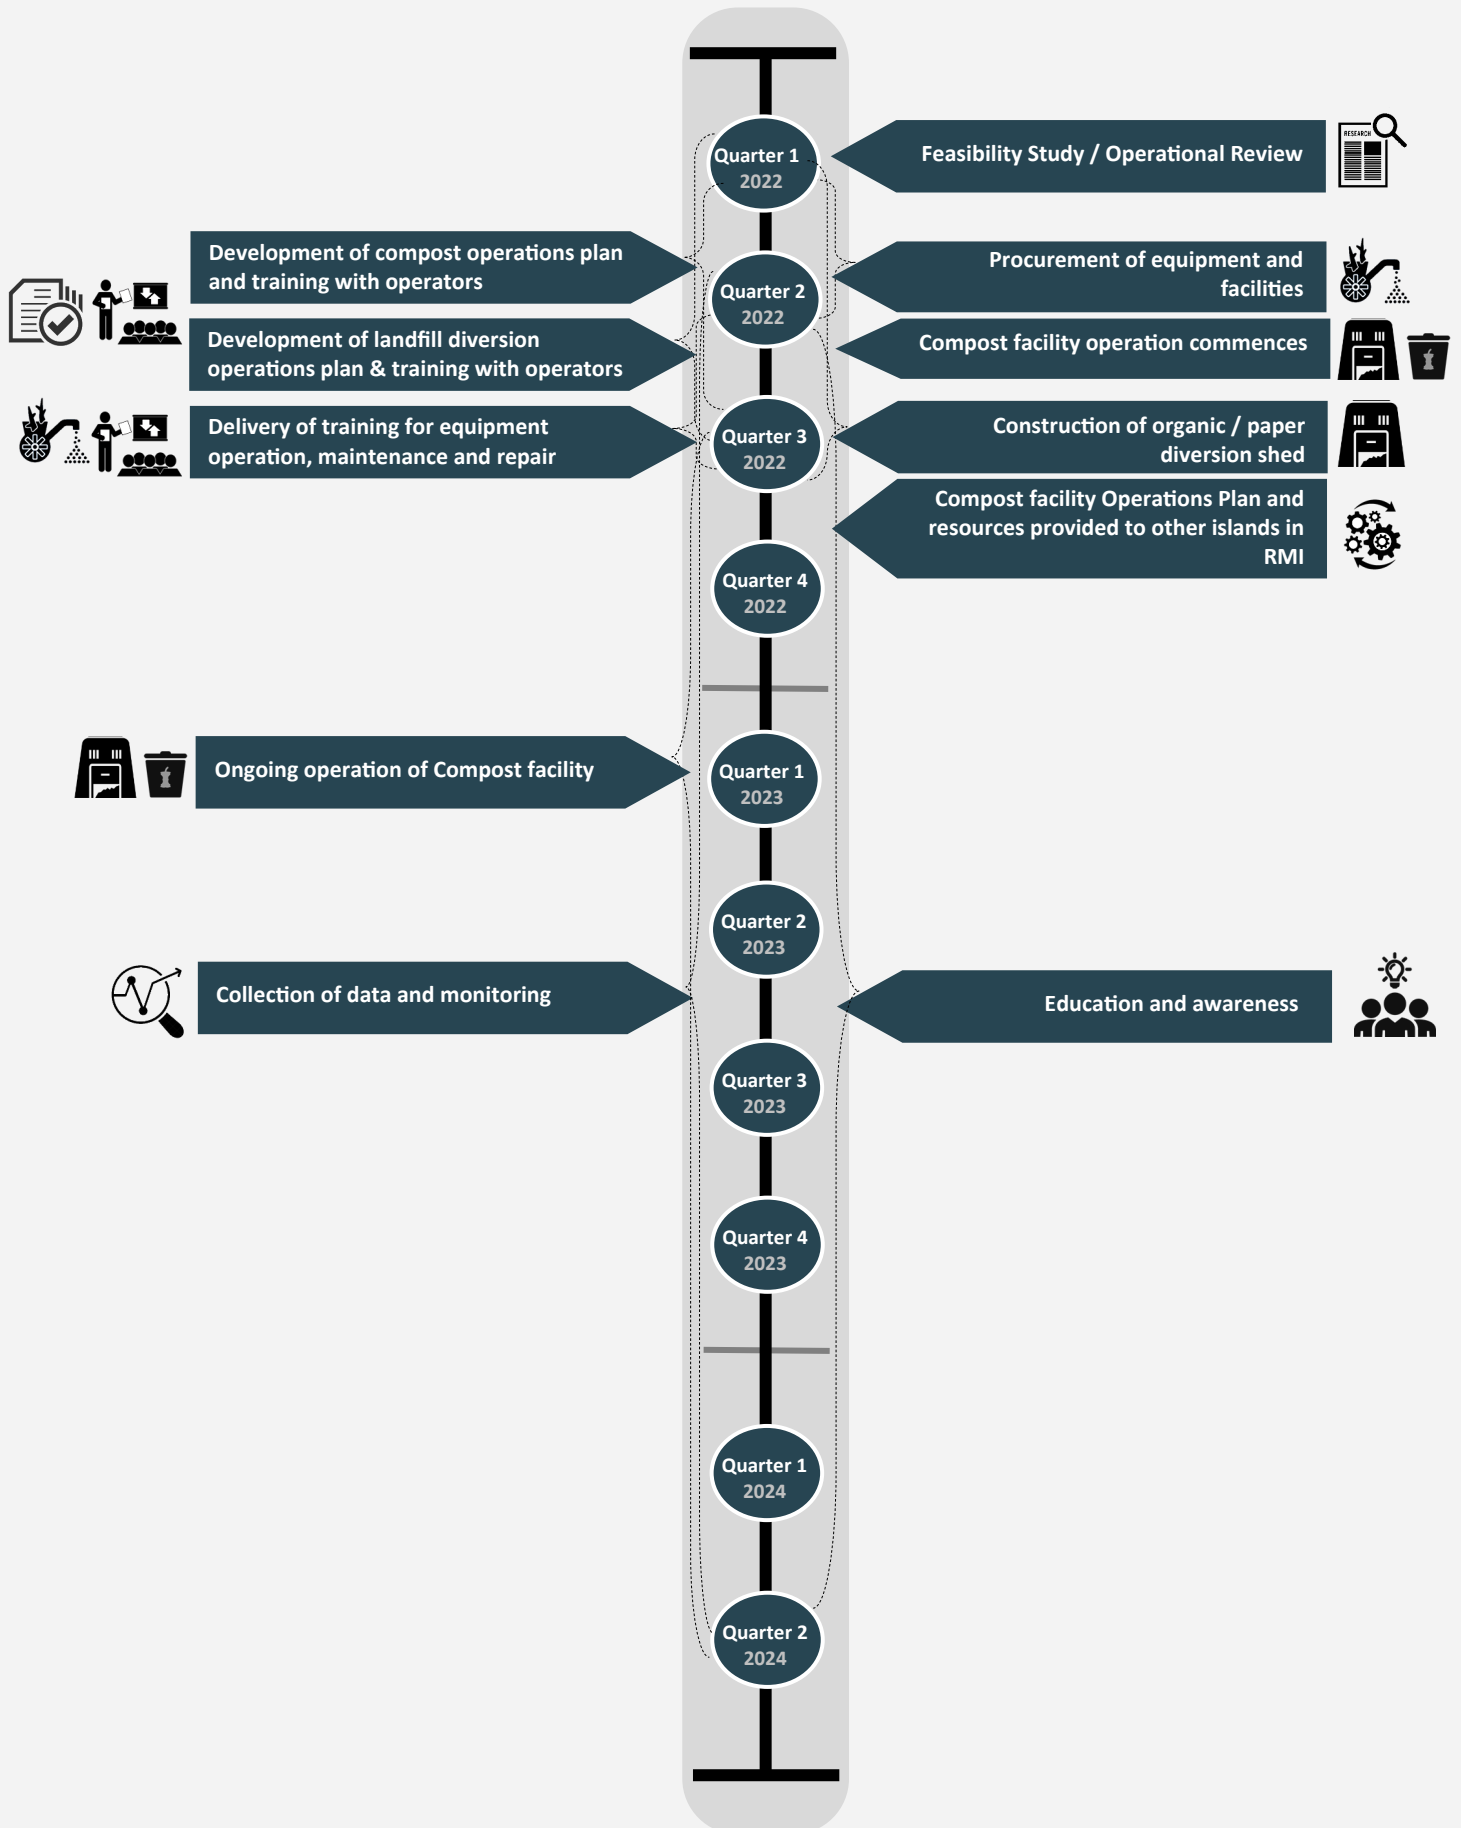 Quarter 1
2022
Feasibility Study / Operational Review
RESEARCH
Development of compost operations plan
and training with operators
Quarter 2
2022
Procurement of equipment and
facilities
Development of landfill diversion
operations plan & training with operators
Compost facility operation commences
Delivery of training for equipment
operation, maintenance and repair
Quarter 3
2022
Construction of organic / paper
diversion shed
Compost facility Operations Plan and
resources provided to other islands in
RMI
Quarter 4
2022
Ongoing operation of Compost facility
Quarter 1
2023
Quarter 2
2023
Collection of data and monitoring
Education and awareness
Quarter 3
2023
Quarter 4
2023
Quarter 1
2024
Quarter 2
2024